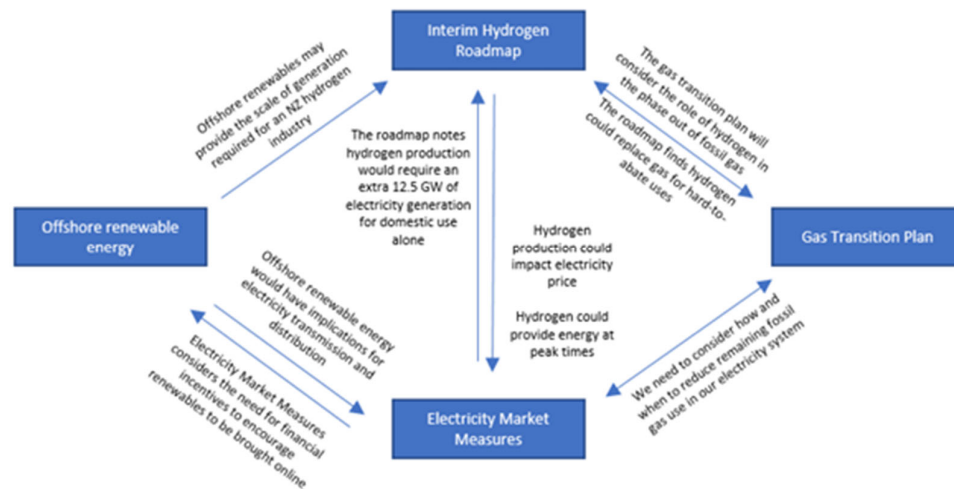 Interim Hydrogen
Roadmap
Offshore renewables may
provide the scale of generation
required for an NZ hydrogen
industry
The gas transition plan will
consider the role of hydrogen in
the phase out of fossil gas
The roadmap finds hydrogen
could replace gas for hard-to-
abate uses
The roadmap notes
hydrogen production
would require an
extra 12.5 GW of
electricity generation
for domestic use
alone
Offshore renewable
energy
Gas Transition Plan
Hydrogen
production could
impact electricity
price
Hydrogen could
provide energy at
peak times
Offshore renewable energy
would have implications for
electricity transmission and
distribution
Electricity Market Measures
considers the need for financial
incentives to encourage
renewables to be brought online
We need to consider how and
when to reduce remaining fossil
gas use in our electricity system
Electricity Market
Measures